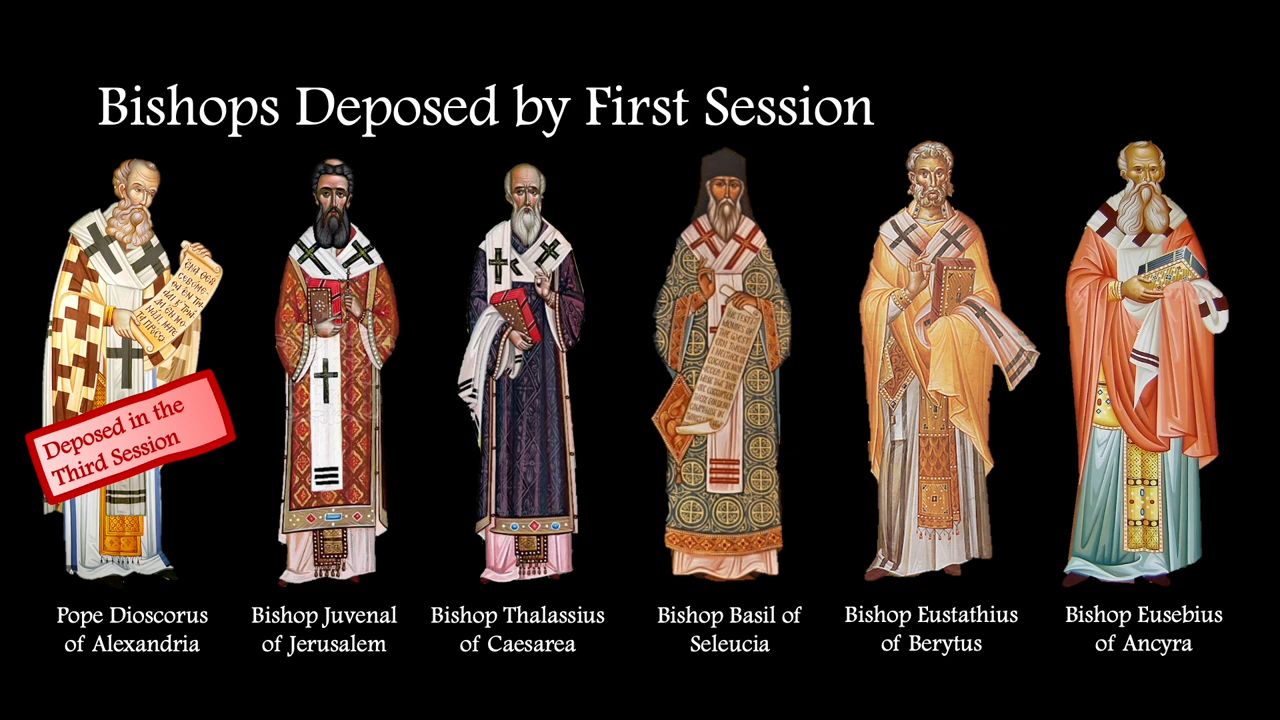 Bishops Deposed by First Session
Deposed in the
Third Session
Pope Dioscorus
of Alexandria
Bishop Juvenal
of Jerusalem
Bishop Thalassius
of Caesarea
Bishop Basil of
Seleucia
Bishop Eustathius
of Berytus
Bishop Eusebius
of Ancyra